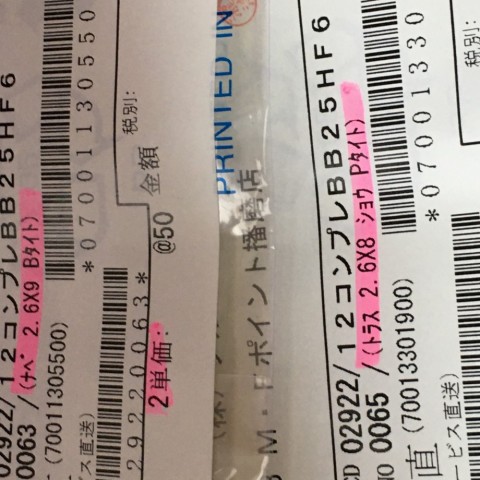 02922/12コンプレBB25HF6
0063 /(ﾅﾍﾞ 2.6X9 Bﾀｲﾄ)
(70011305500)
ービス直送)
*07001130550
292220063*
税別:
2単価:
@50
金額
PRINTED IN
M・Fポイント播磨店
CD 02922/12コンプレBB25HF6
NO 0065 /(ﾄﾗｽ 2.6X8 ｼｮｳ Pﾀｲﾄ)
(70013301900)
直
ービス直送)
*07001330
税別: